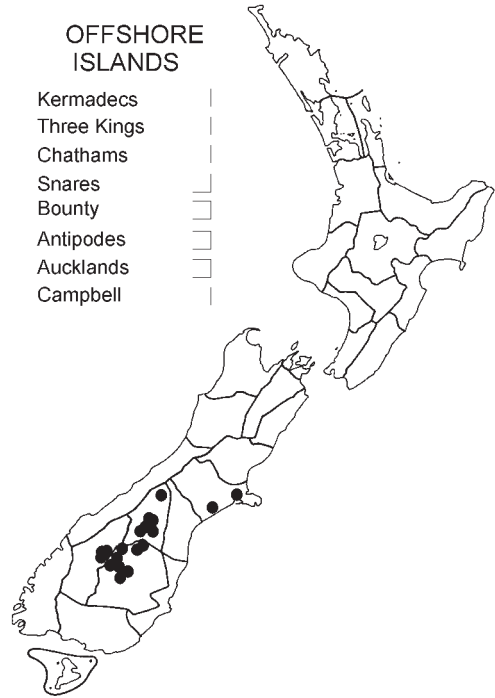 OFFSHORE
ISLANDS
Kermadecs
Three Kings
Chathams
Snares
Bounty
Antipodes
Aucklands
Campbell